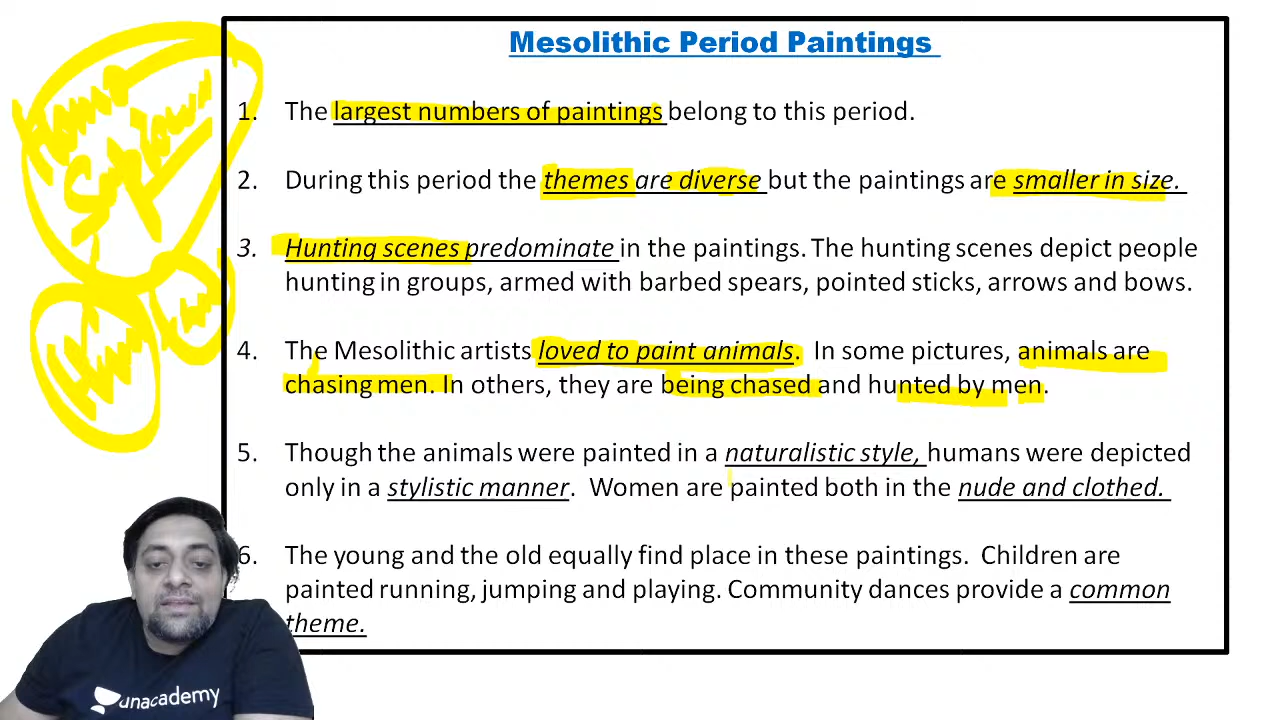 Mesolithic Period Paintings
1. The largest numbers of paintings belong to this period.
2. During this period the themes are diverse but the paintings are smaller in size.
3. Hunting scenes predominate in the paintings. The hunting scenes depict people
hunting in groups, armed with barbed spears, pointed sticks, arrows and bows.
4. The Mesolithic artists loved to paint animals. In some pictures, animals are
chasing men. In others, they are being chased and hunted by men.
5. Though the animals were painted in a naturalistic style, humans were depicted
only in a stylistic manner. Women are painted both in the nude and clothed.
6. The young and the old equally find place in these paintings. Children are
painted running, jumping and playing. Community dances provide a common
theme.
unacademy